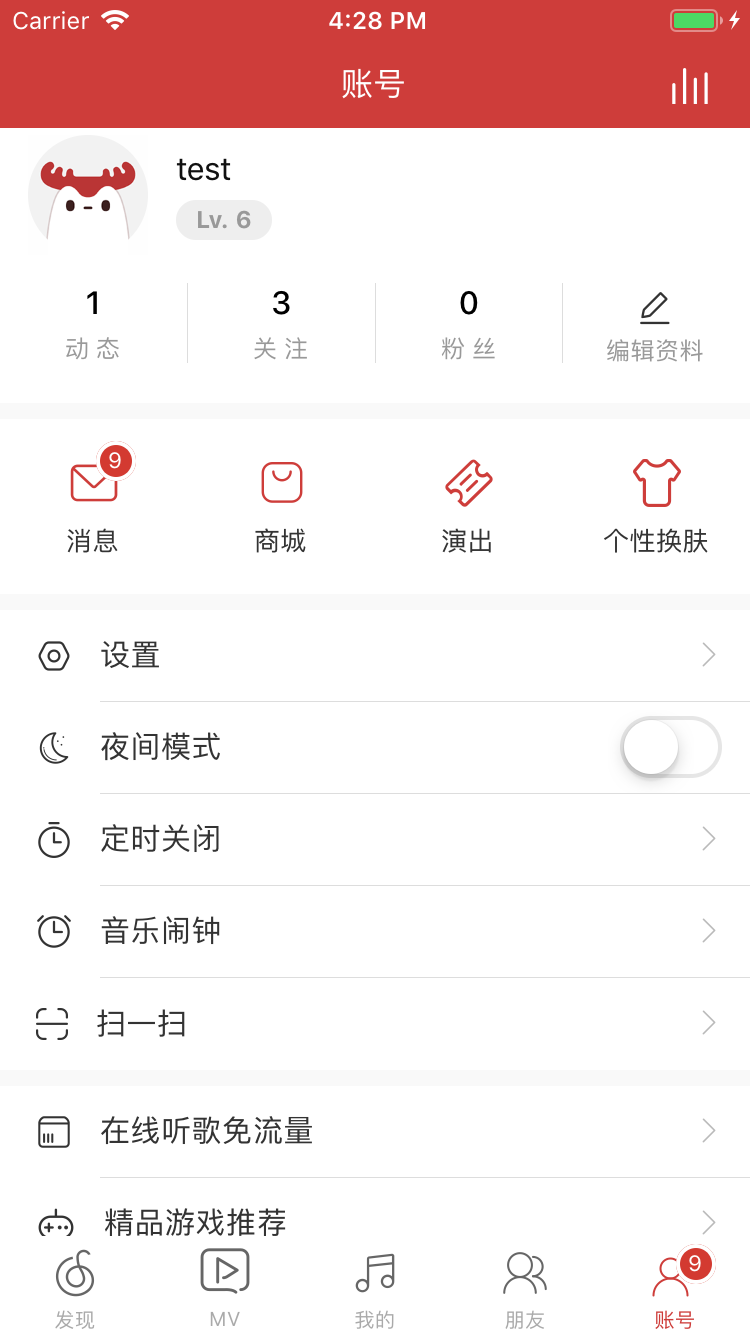 Carrier 4:28 PM
账号
test
Lv. 6
1 3 0
动 态 关 注 粉 丝 编辑资料
9
消息 商城 演出 个性换肤
设置
夜间模式
定时关闭
音乐闹钟
扫一扫
在线听歌免流量
精品游戏推荐
9
发现 MV 我的 朋友 账号